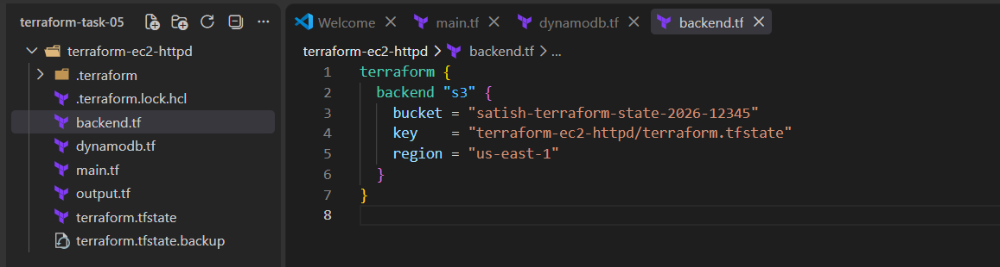 terraform-task-05
terraform-ec2-httpd
.terraform
.terraform.lock.hcl
backend.tf
dynamodb.tf
main.tf
output.tf
terraform.tfstate
terraform.tfstate.backup
Welcome main.tf dynamodb.tf backend.tf
terraform-ec2-httpd > backend.tf > ...
1 terraform {
2   backend "s3" {
3     bucket = "satish-terraform-state-2026-12345"
4     key    = "terraform-ec2-httpd/terraform.tfstate"
5     region = "us-east-1"
6   }
7 }
8